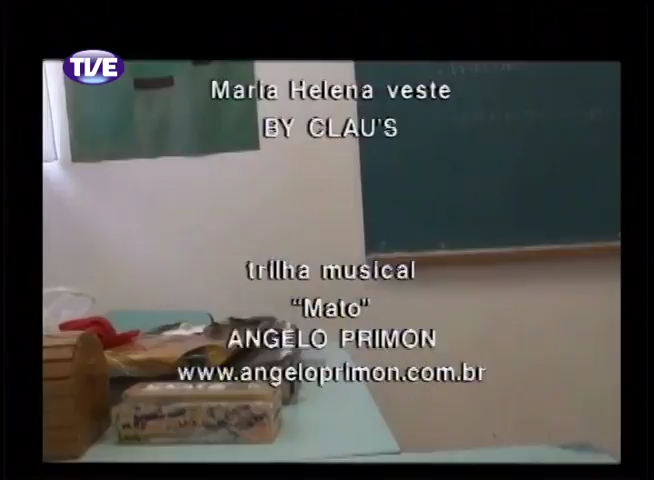 TVE
Maria Helena veste
BY CLAU'S
trilha musical
"Mato"
ANGELO PRIMON
www.angeloprimon.com.br